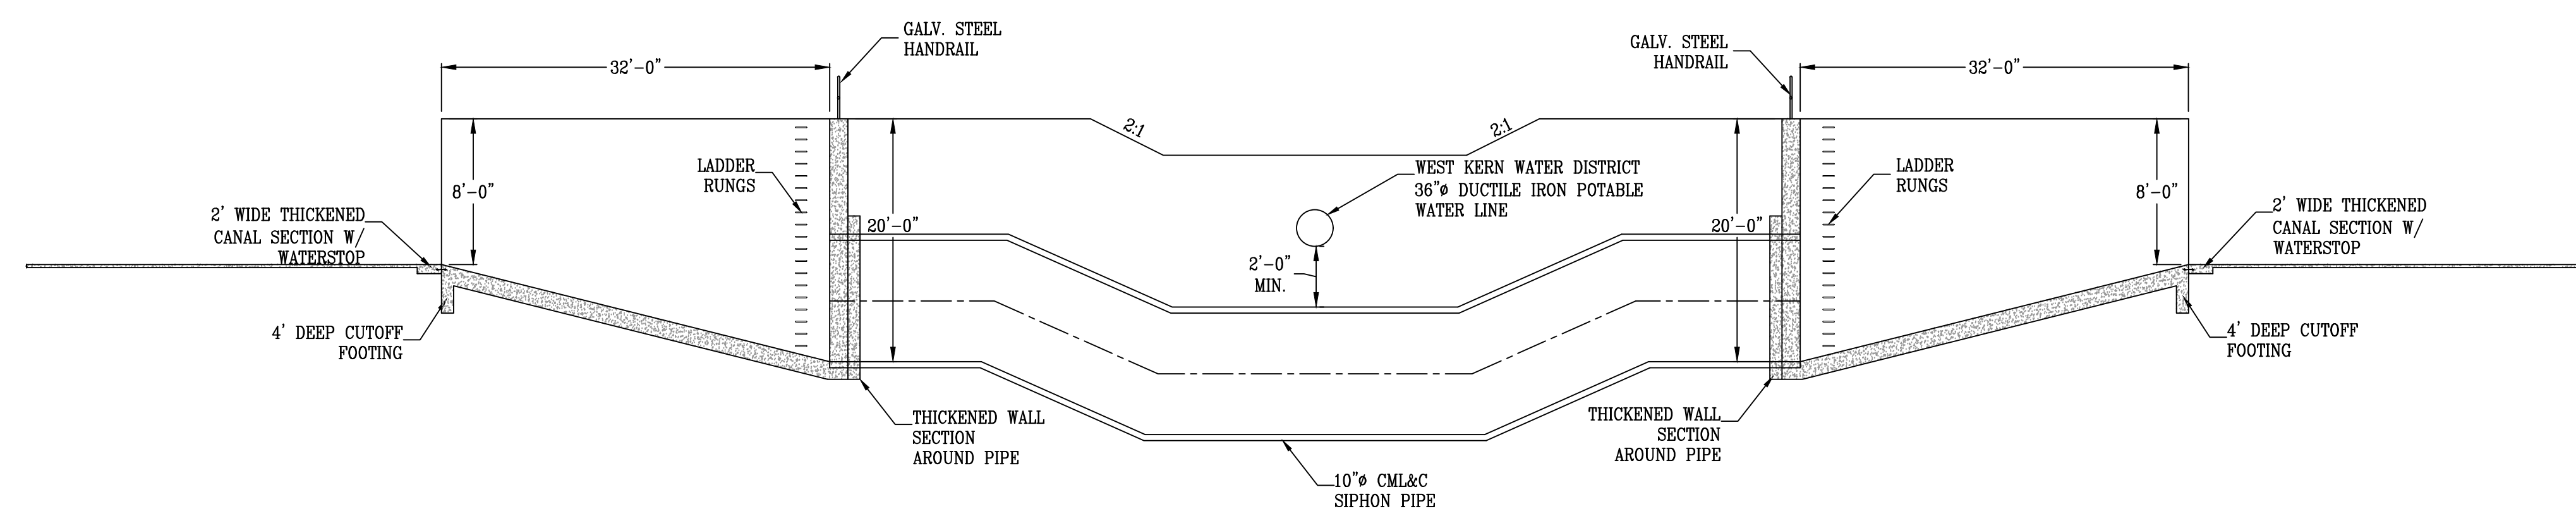 GALV. STEEL
HANDRAIL
GALV. STEEL
HANDRAIL
32'-0"
32'-0"
2:1
2:1
LADDER
RUNGS
WEST KERN WATER DISTRICT
36"ø DUCTILE IRON POTABLE
WATER LINE
LADDER
RUNGS
8'-0"
8'-0"
2' WIDE THICKENED
CANAL SECTION W/
WATERSTOP
20'-0"
20'-0"
2' WIDE THICKENED
CANAL SECTION W/
WATERSTOP
2'-0"
MIN.
4' DEEP CUTOFF
FOOTING
4' DEEP CUTOFF
FOOTING
THICKENED WALL
SECTION
AROUND PIPE
THICKENED WALL
SECTION
AROUND PIPE
10"ø CML&C
SIPHON PIPE